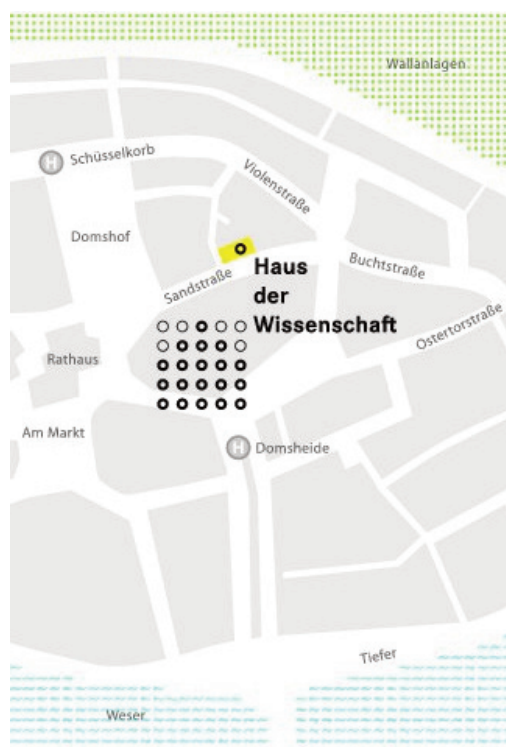 Wallanlagen
H Schüsselkorb
Violenstraße
Domshof
Haus
der
Wissenschaft
Sandstraße
Buchtstraße
Ostertorstraße
Rathaus
Am Markt
H Domsheide
Tiefer
Weser